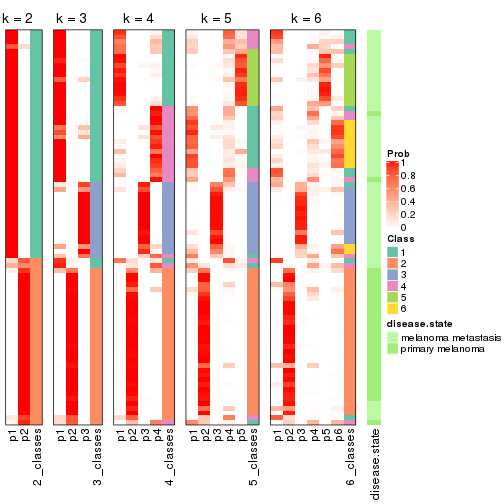 k = 2 k = 3 k = 4 k = 5 k = 6
Prob
1
0.8
0.6
0.4
0.2
0
Class
1
2
3
4
5
6
disease.state
melanoma metastasis
primary melanoma
p1 p2 2_classes p1 p2 p3 3_classes p1 p2 p3 p4 4_classes p1 p2 p3 p4 p5 5_classes p1 p2 p3 p4 p5 p6 6_classes disease.state